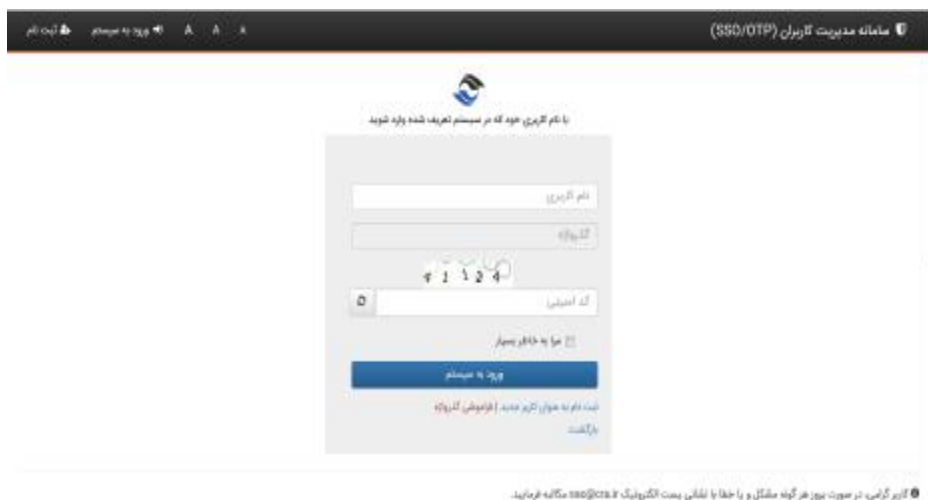 سامانه مدیریت کاربران (SSO/OTP)
A A A ورود به سیستم ثبت نام
با نام کاربری خود که در سیستم تعریف شده وارد شوید
نام کاربری
گذرواژه
کد امنیتی
مرا به خاطر بسپار
ورود به سیستم
ثبت نام به عنوان کاربر جدید | فراموشی گذرواژه
بازگشت
کاربر گرامی، در صورت بروز هر گونه مشکل و یا خطا با نشانی پست الکترونیک sso@cra.ir مکاتبه فرمایید.